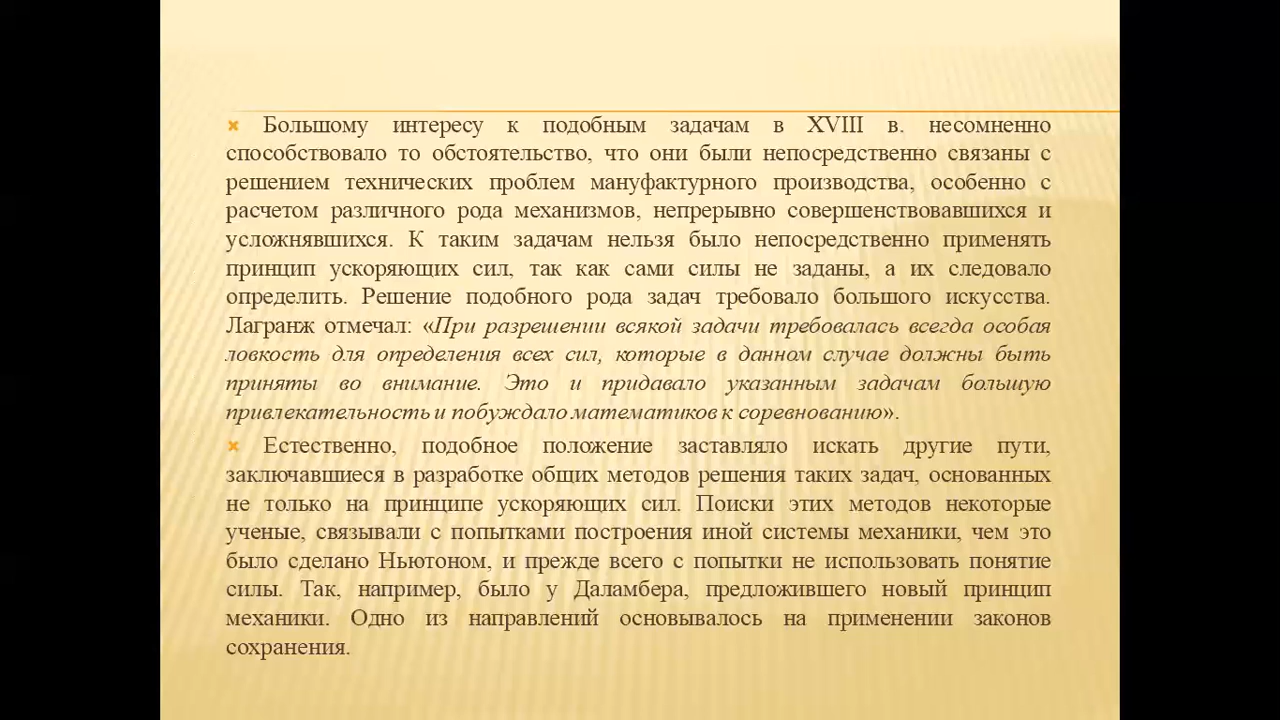 Большому интересу к подобным задачам в XVIII в. несомненно
способствовало то обстоятельство, что они были непосредственно связаны с
решением технических проблем мануфактурного производства, особенно с
расчетом различного рода механизмов, непрерывно совершенствовавшихся и
усложнявшихся. К таким задачам нельзя было непосредственно применять
принцип ускоряющих сил, так как сами силы не заданы, а их следовало
определить. Решение подобного рода задач требовало большого искусства.
Лагранж отмечал: «При разрешении всякой задачи требовалась всегда особая
ловкость для определения всех сил, которые в данном случае должны быть
приняты во внимание. Это и придавало указанным задачам большую
привлекательность и побуждало математиков к соревнованию».
Естественно, подобное положение заставляло искать другие пути,
заключавшиеся в разработке общих методов решения таких задач, основанных
не только на принципе ускоряющих сил. Поиски этих методов некоторые
ученые, связывали с попытками построения иной системы механики, чем это
было сделано Ньютоном, и прежде всего с попытки не использовать понятие
силы. Так, например, было у Даламбера, предложившего новый принцип
механики. Одно из направлений основывалось на применении законов
сохранения.